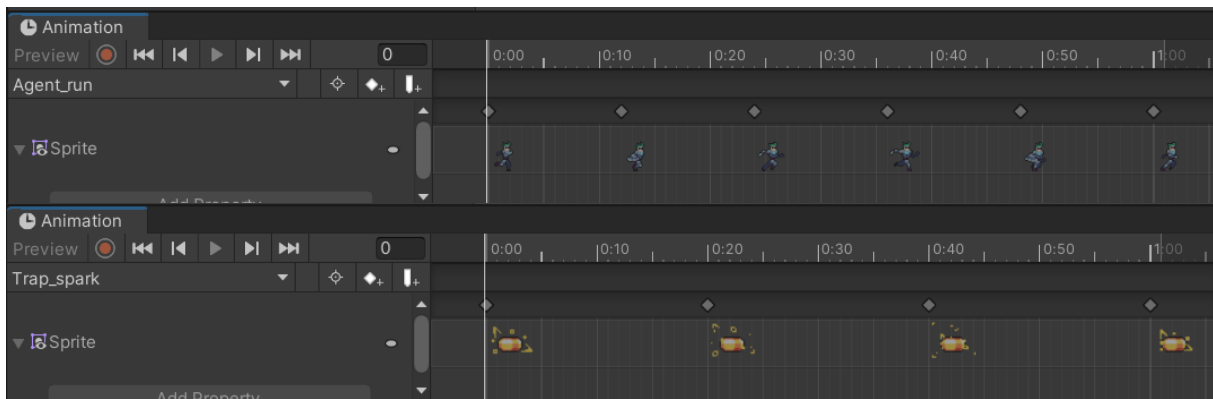 Animation
Preview 0 0:00 0:10 0:20 0:30 0:40 0:50 1:00
Agent_run
Sprite
Add Property
Animation
Preview 0 0:00 0:10 0:20 0:30 0:40 0:50 1:00
Trap_spark
Sprite
Add Property